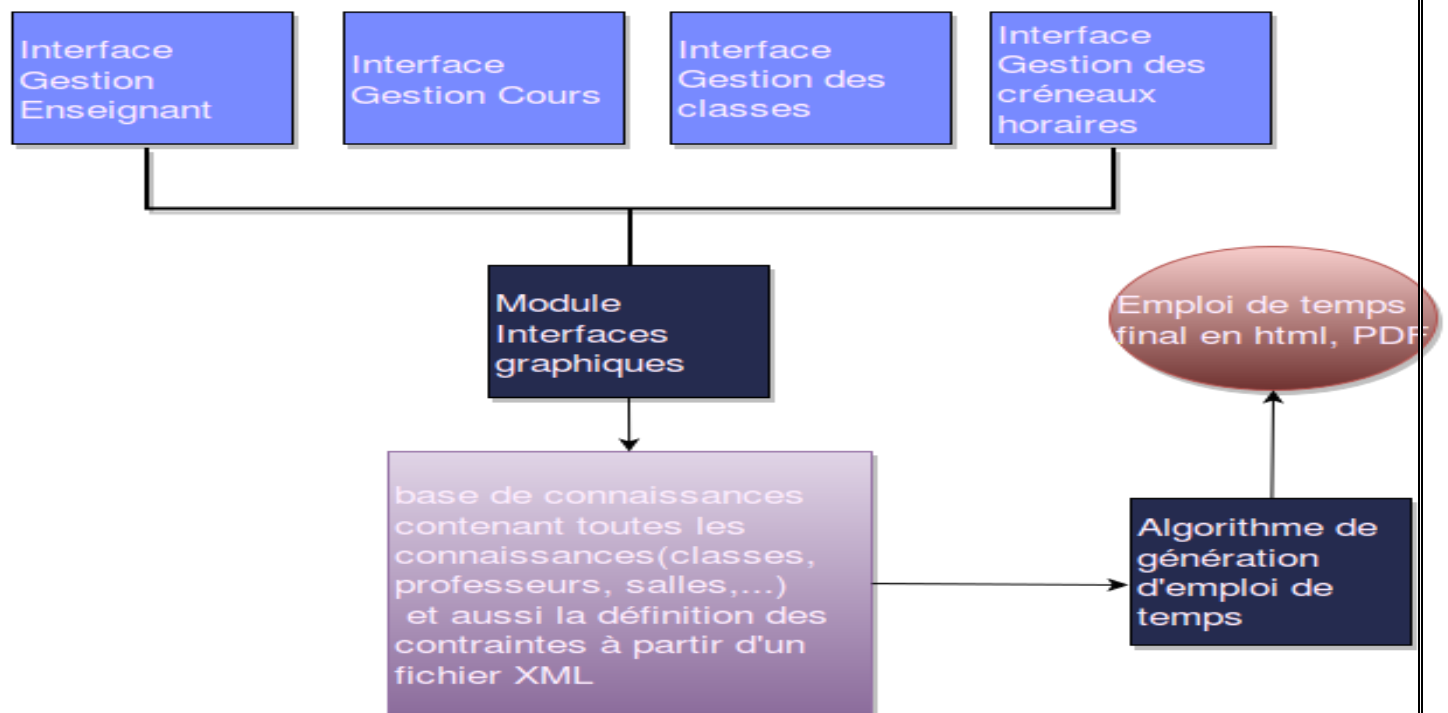 Interface
Gestion
Enseignant
Interface
Gestion Cours
Interface
Gestion des
classes
Interface
Gestion des
créneaux
horaires
Module
Interfaces
graphiques
Emploi de temps
final en html, PDF
base de connaissances
contenant toutes les
connaissances(classes,
professeurs, salles,...)
et aussi la définition des
contraintes à partir d'un
fichier XML
Algorithme de
génération
d'emploi de
temps